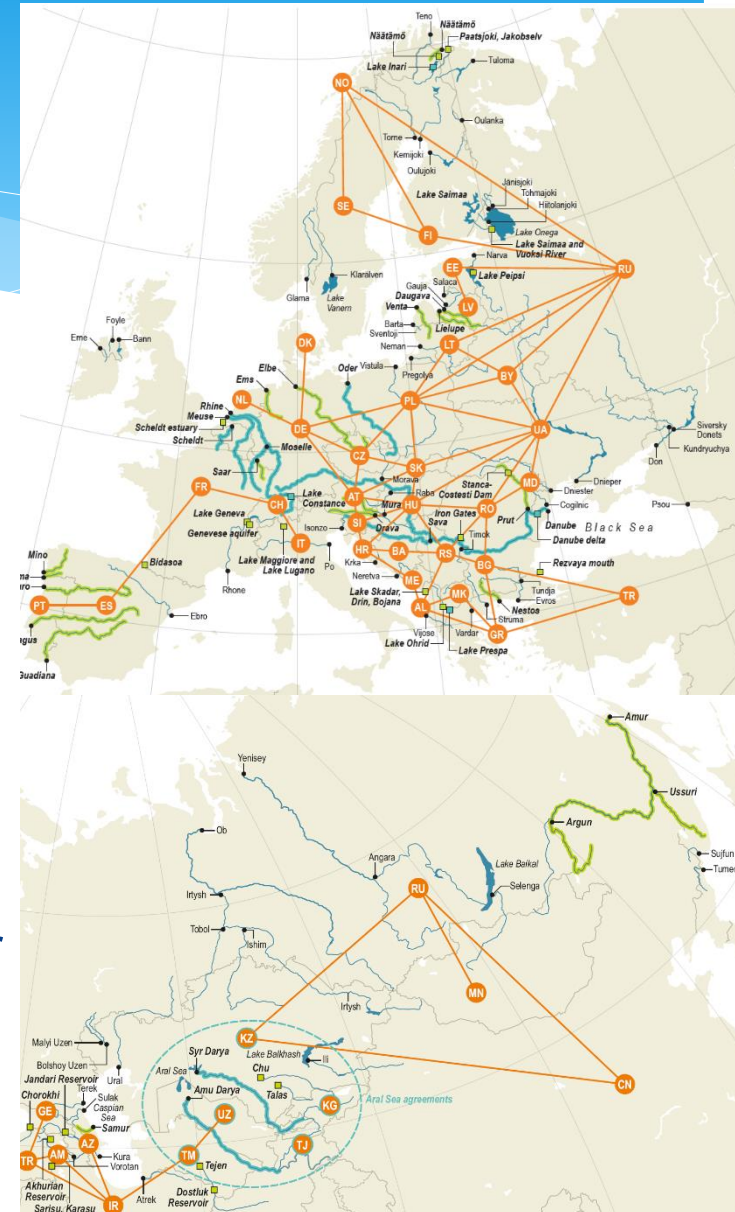 Teno
Näätämö
Näätämö
Paatsjoki, Jakobselv
Lake Inari
Tuloma
NO
Oulanka
Torne
Kemijoki
Oulujoki
Jänisjoki
Tohmajoki
Hiitolanjoki
Lake Saimaa
SE
FI
Lake Onega
Lake Saimaa and
Vuoksi River
Narva
EE
Lake Peipsi
RU
Klarälven
Glama
Lake
Vanern
Gauja
Salaca
Daugava
Venta
LV
Foyle
Erne
Bann
Barta
Sventoji
Lielupe
DK
Neman
LT
Elbe
Oder
Vistula
Pregolya
BY
Ems
NL
Rhine
Meuse
Scheldt estuary
Scheldt
DE
PL
UA
Siversky
Donets
Kundryuchya
Don
Moselle
CZ
SK
Saar
Morava
Stanca-
Costesti Dam
MD
Dnieper
Dniester
FR
Lake
Constance
AT
Raba
HU
RO
Cogilnic
Psou
CH
Mura
Prut
Lake Geneva
Genevese aquifer
SI
Drava
Iron Gates
Sava
Danube
Danube delta
Black Sea
Isonzo
IT
Po
HR
BA
RS
Timok
Mino
Bidasoa
Lake Maggiore and
Lake Lugano
Krka
BG
Rezvaya mouth
ma
uro
Rhone
Neretva
ME
MK
Tundja
Evros
PT
ES
Lake Skadar,
Drin, Bojana
Nestos
TR
Ebro
AL
Struma
agus
Vijose
Vardar
GR
Lake Ohrid
Lake Prespa
Guadiana
Amur
Yenisey
Ussuri
Argun
Ob
Angara
Lake Baikal
Sujfun
Tumen
RU
Selenga
Irtysh
Tobol
Ishim
MN
Irtysh
KZ
Malyi Uzen
Bolshoy Uzen
Syr Darya
Lake Balkhash
Ili
CN
Jandari Reservoir
Ural
Aral Sea
Chu
Terek
Amu Darya
Talas
Aral Sea agreements
Chorokhi
Sulak
GE
Caspian
Sea
UZ
KG
Samur
TR
AM
AZ
Kura
Vorotan
TM
TJ
Tejen
Akhurian
Reservoir
Sarisu, Karasu
IR
Atrek
Dostluk
Reservoir